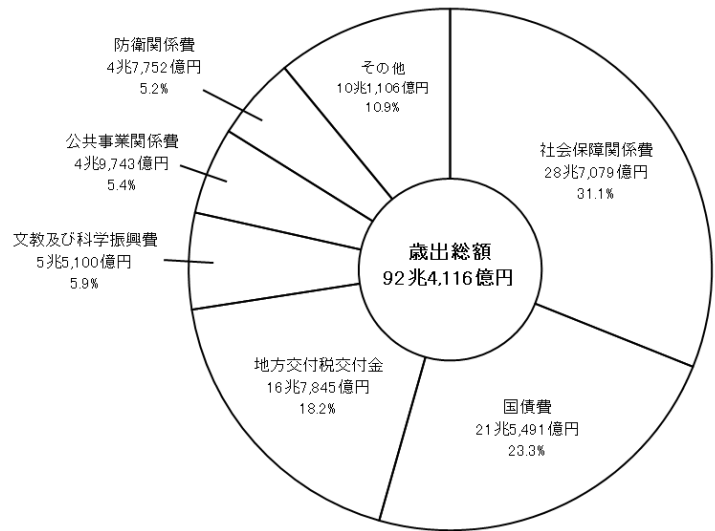 歳出総額
92兆4,116億円
社会保障関係費
28兆7,079億円
31.1%
国債費
21兆5,491億円
23.3%
地方交付税交付金
16兆7,845億円
18.2%
文教及び科学振興費
5兆5,100億円
5.9%
公共事業関係費
4兆9,743億円
5.4%
防衛関係費
4兆7,752億円
5.2%
その他
10兆1,106億円
10.9%